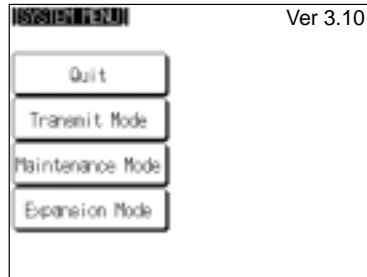 [SYSTEM MENU]
Ver 3.10
Quit
Transmit Mode
Maintenance Mode
Expansion Mode